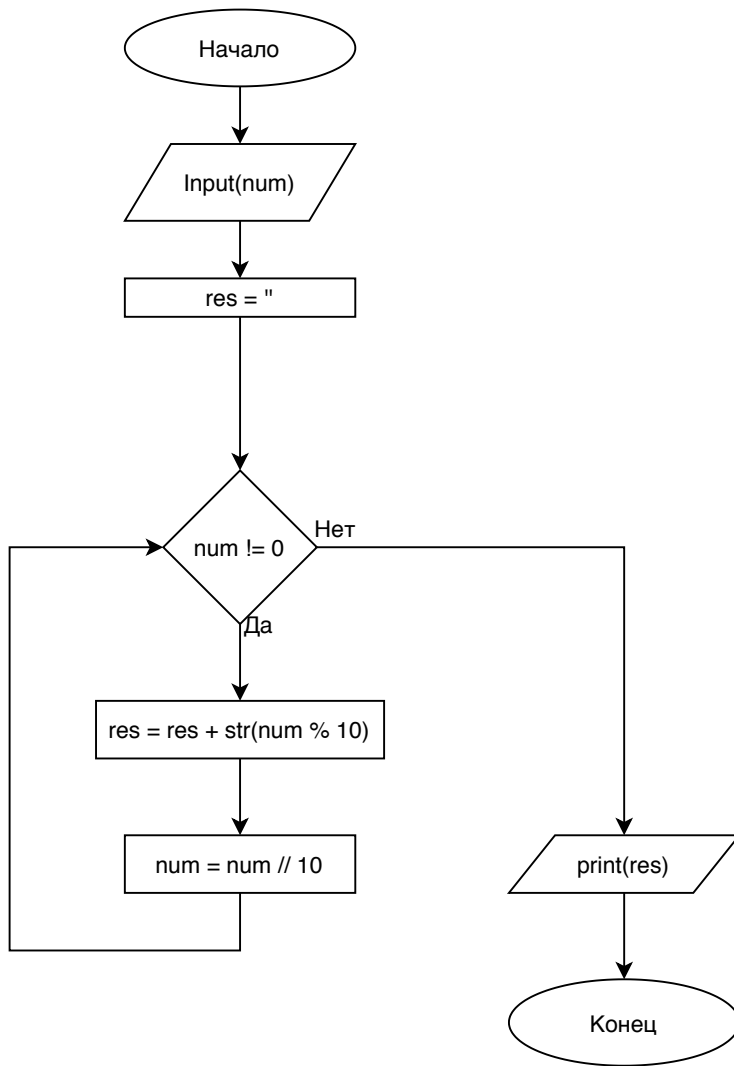 Начало
Input(num)
res = ''
num != 0
Нет
Да
res = res + str(num % 10)
num = num // 10
print(res)
Конец